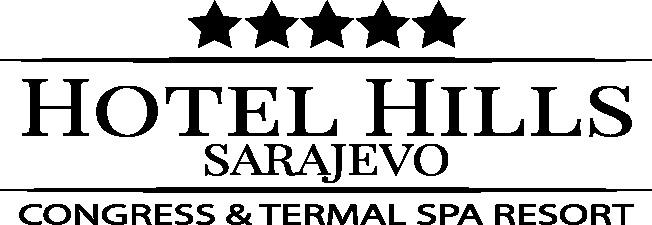 HOTEL HILLS
SARAJEVO
CONGRESS & TERMAL SPA RESORT